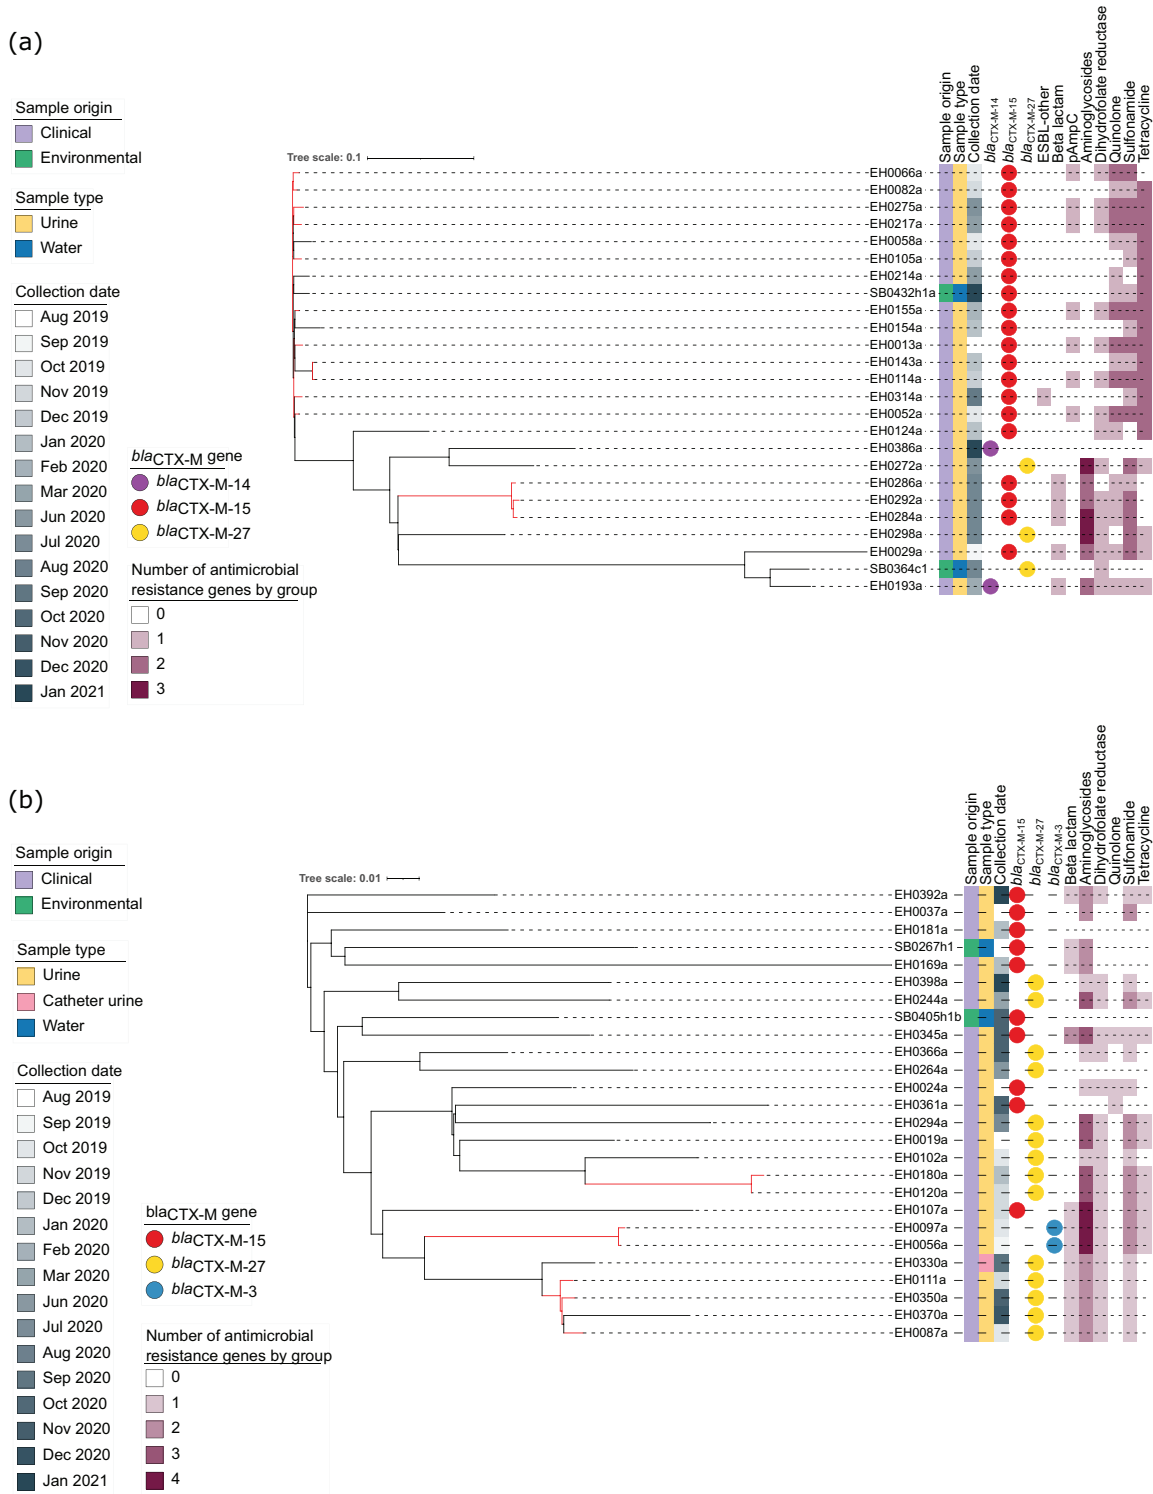 (a)
Sample origin
Clinical
Environmental
Sample type
Urine
Water
Collection date
Aug 2019
Sep 2019
Oct 2019
Nov 2019
Dec 2019
Jan 2020
Feb 2020
Mar 2020
Jun 2020
Jul 2020
Aug 2020
Sep 2020
Oct 2020
Nov 2020
Dec 2020
Jan 2021
blaCTX-M gene
blaCTX-M-14
blaCTX-M-15
blaCTX-M-27
Number of antimicrobial
resistance genes by group
0
1
2
3
Tree scale: 0.1
Sample origin
Sample type
Collection date
blaCTX-M-14
blaCTX-M-15
blaCTX-M-27
ESBL-other
Beta lactam
pAmpC
Aminoglycosides
Dihydrofolate reductase
Quinolone
Sulfonamide
Tetracycline
EH0066a
EH0082a
EH0275a
EH0217a
EH0058a
EH0105a
EH0214a
SB0432h1a
EH0155a
EH0154a
EH0013a
EH0143a
EH0114a
EH0314a
EH0052a
EH0124a
EH0386a
EH0272a
EH0286a
EH0292a
EH0284a
EH0298a
EH0029a
SB0364c1
EH0193a
(b)
Sample origin
Clinical
Environmental
Sample type
Urine
Catheter urine
Water
Collection date
Aug 2019
Sep 2019
Oct 2019
Nov 2019
Dec 2019
Jan 2020
Feb 2020
Mar 2020
Jun 2020
Jul 2020
Aug 2020
Sep 2020
Oct 2020
Nov 2020
Dec 2020
Jan 2021
blaCTX-M gene
blaCTX-M-15
blaCTX-M-27
blaCTX-M-3
Number of antimicrobial
resistance genes by group
0
1
2
3
4
Tree scale: 0.01
Sample origin
Sample type
Collection date
blaCTX-M-15
blaCTX-M-27
blaCTX-M-3
Beta lactam
Aminoglycosides
Dihydrofolate reductase
Quinolone
Sulfonamide
Tetracycline
EH0392a
EH0037a
EH0181a
SB0267h1
EH0169a
EH0398a
EH0244a
SB0405h1b
EH0345a
EH0366a
EH0264a
EH0024a
EH0361a
EH0294a
EH0019a
EH0102a
EH0180a
EH0120a
EH0107a
EH0097a
EH0056a
EH0330a
EH0111a
EH0350a
EH0370a
EH0087a